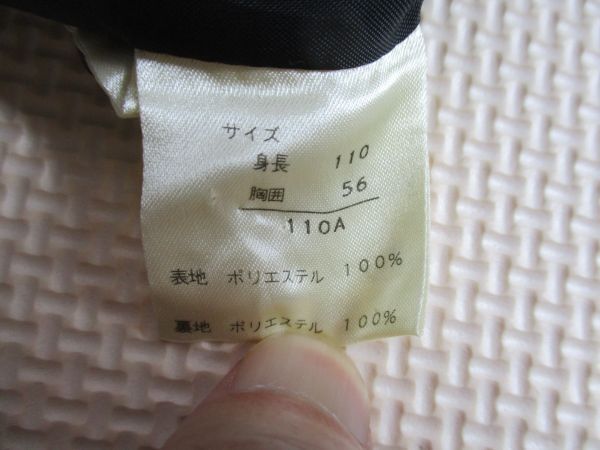 サイズ
身長 110
胸囲 56
110A
表地 ポリエステル 100%
裏地 ポリエステル 100%